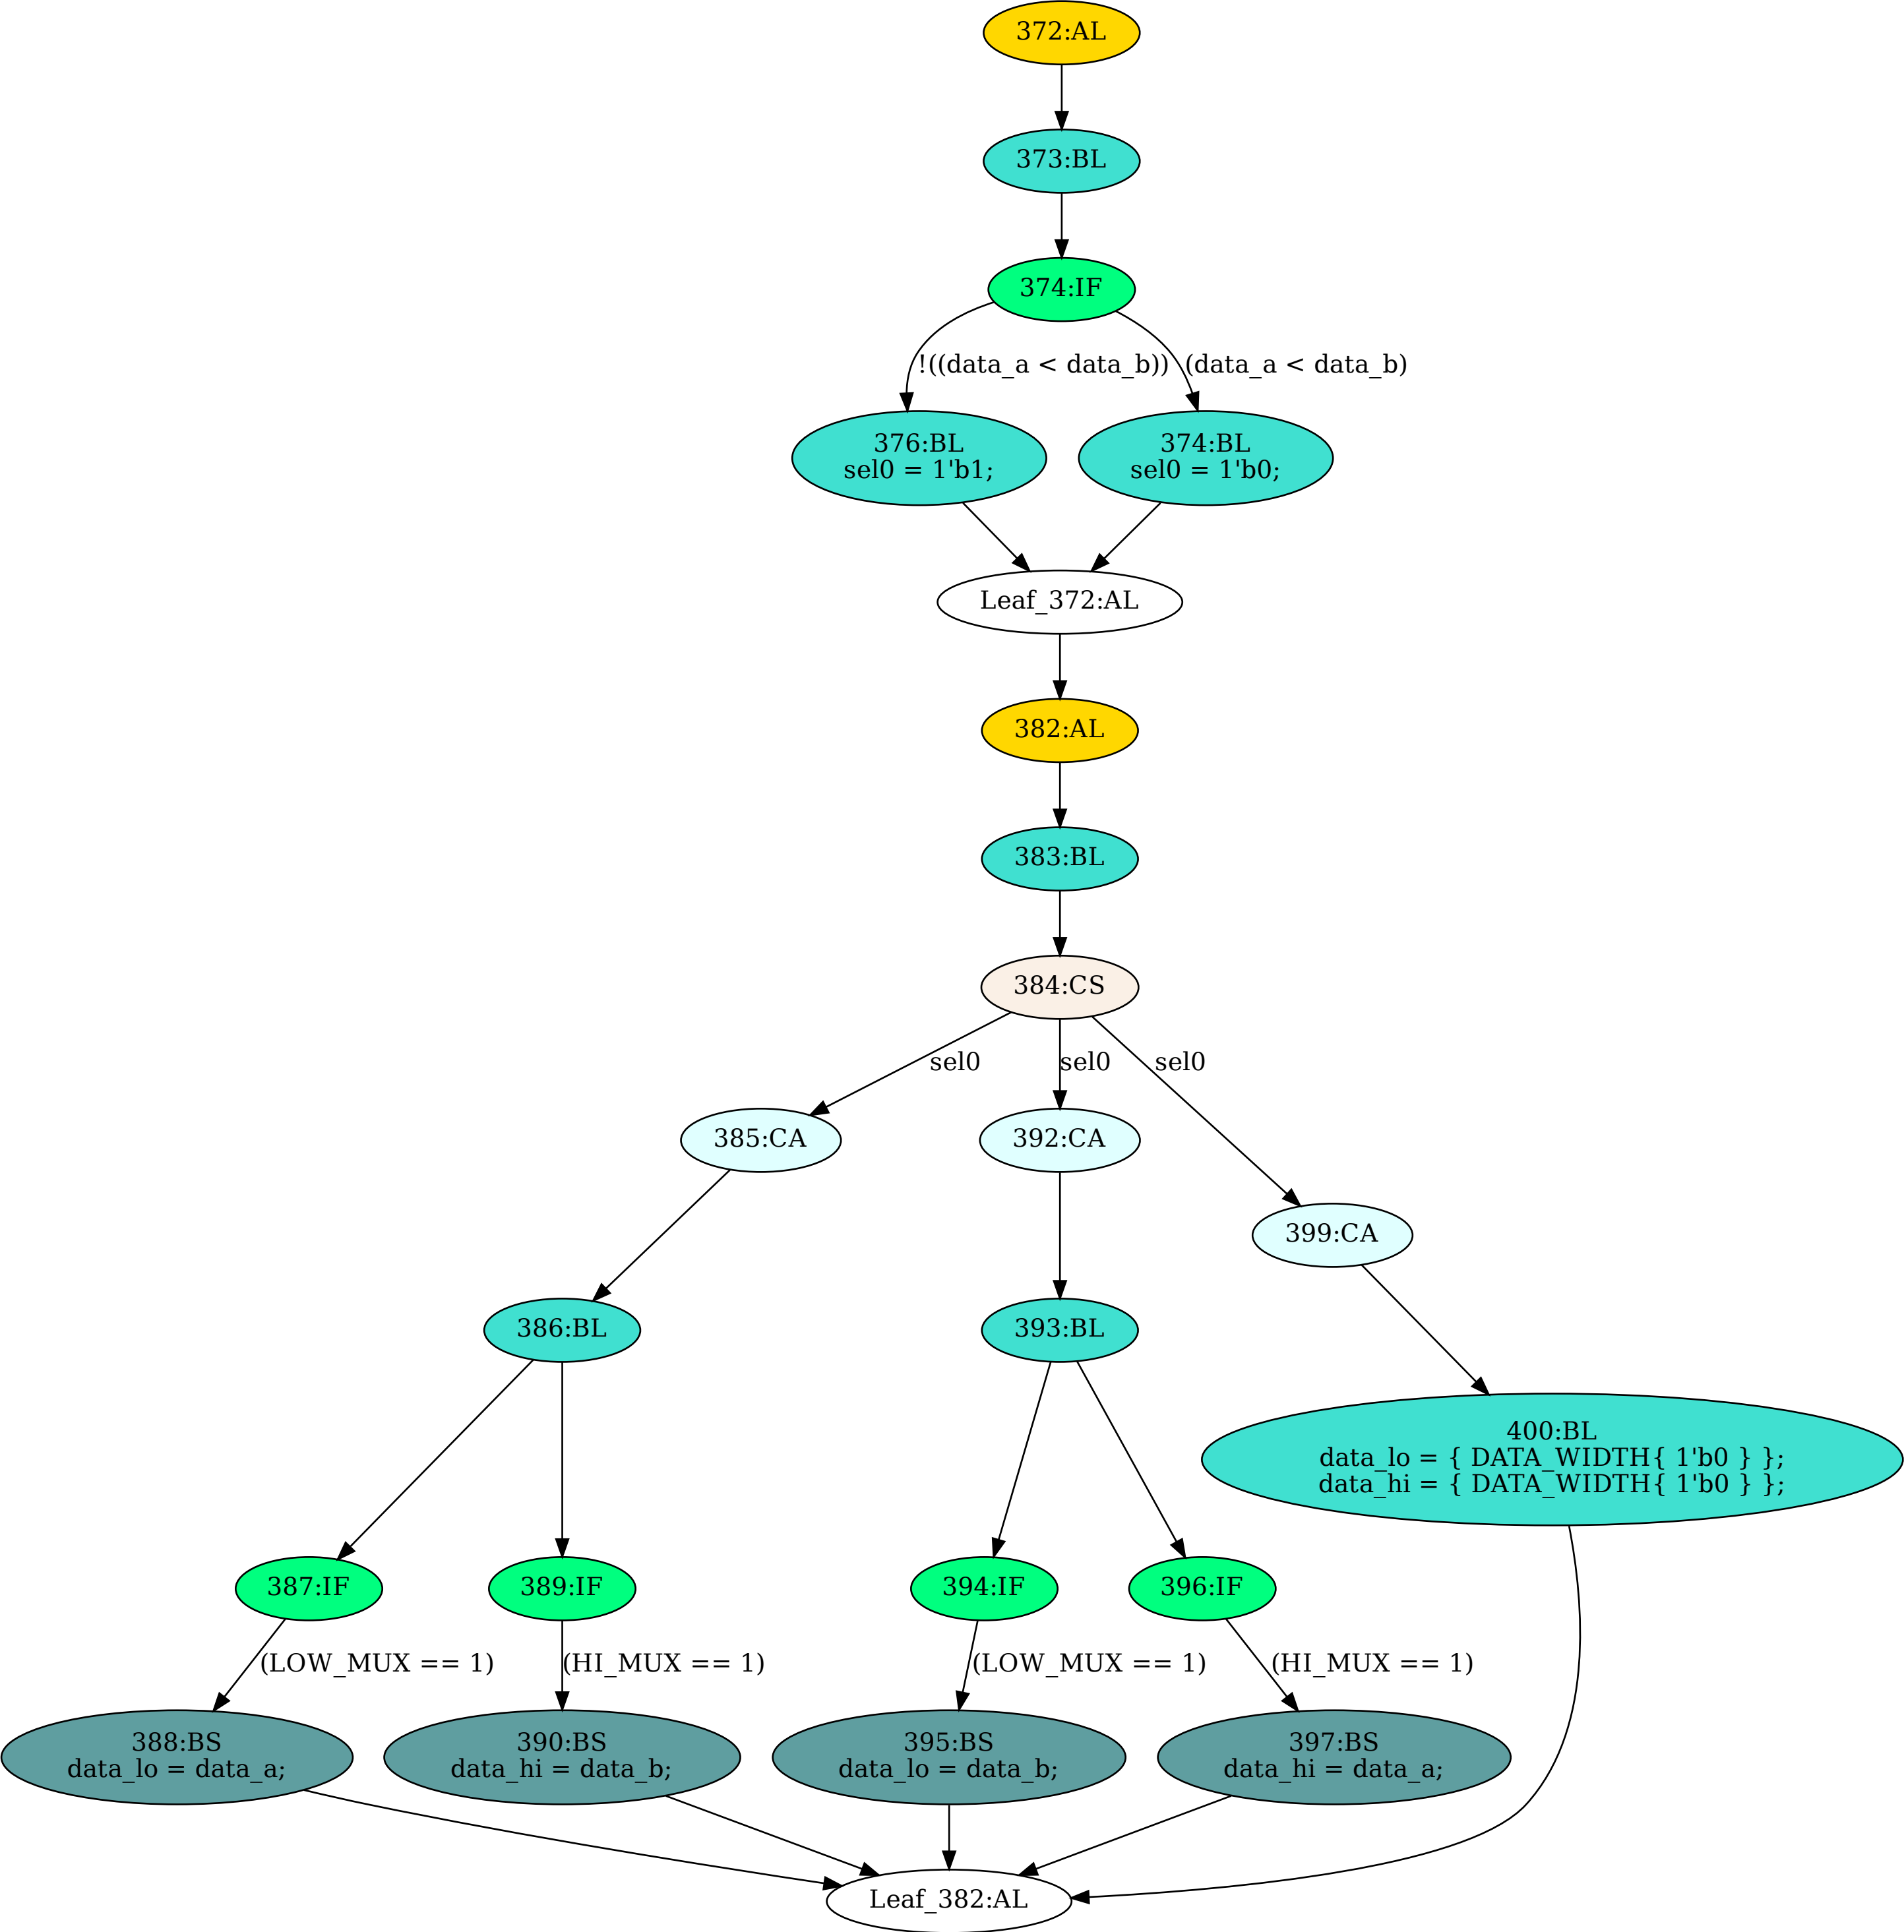 372:AL
373:BL
374:IF
!((data_a < data_b))
(data_a < data_b)
376:BL
sel0 = 1'b1;
374:BL
sel0 = 1'b0;
Leaf_372:AL
382:AL
383:BL
384:CS
sel0
sel0
sel0
385:CA
392:CA
399:CA
386:BL
393:BL
400:BL
data_lo = { DATA_WIDTH{ 1'b0 } };
data_hi = { DATA_WIDTH{ 1'b0 } };
387:IF
389:IF
394:IF
396:IF
(LOW_MUX == 1)
(HI_MUX == 1)
(LOW_MUX == 1)
(HI_MUX == 1)
388:BS
data_lo = data_a;
390:BS
data_hi = data_b;
395:BS
data_lo = data_b;
397:BS
data_hi = data_a;
Leaf_382:AL